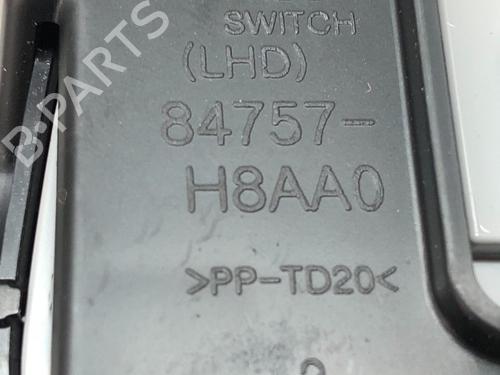 SWITCH
(LHD)
84757-
H8AA0
>PP-TD20<
B-PARTS